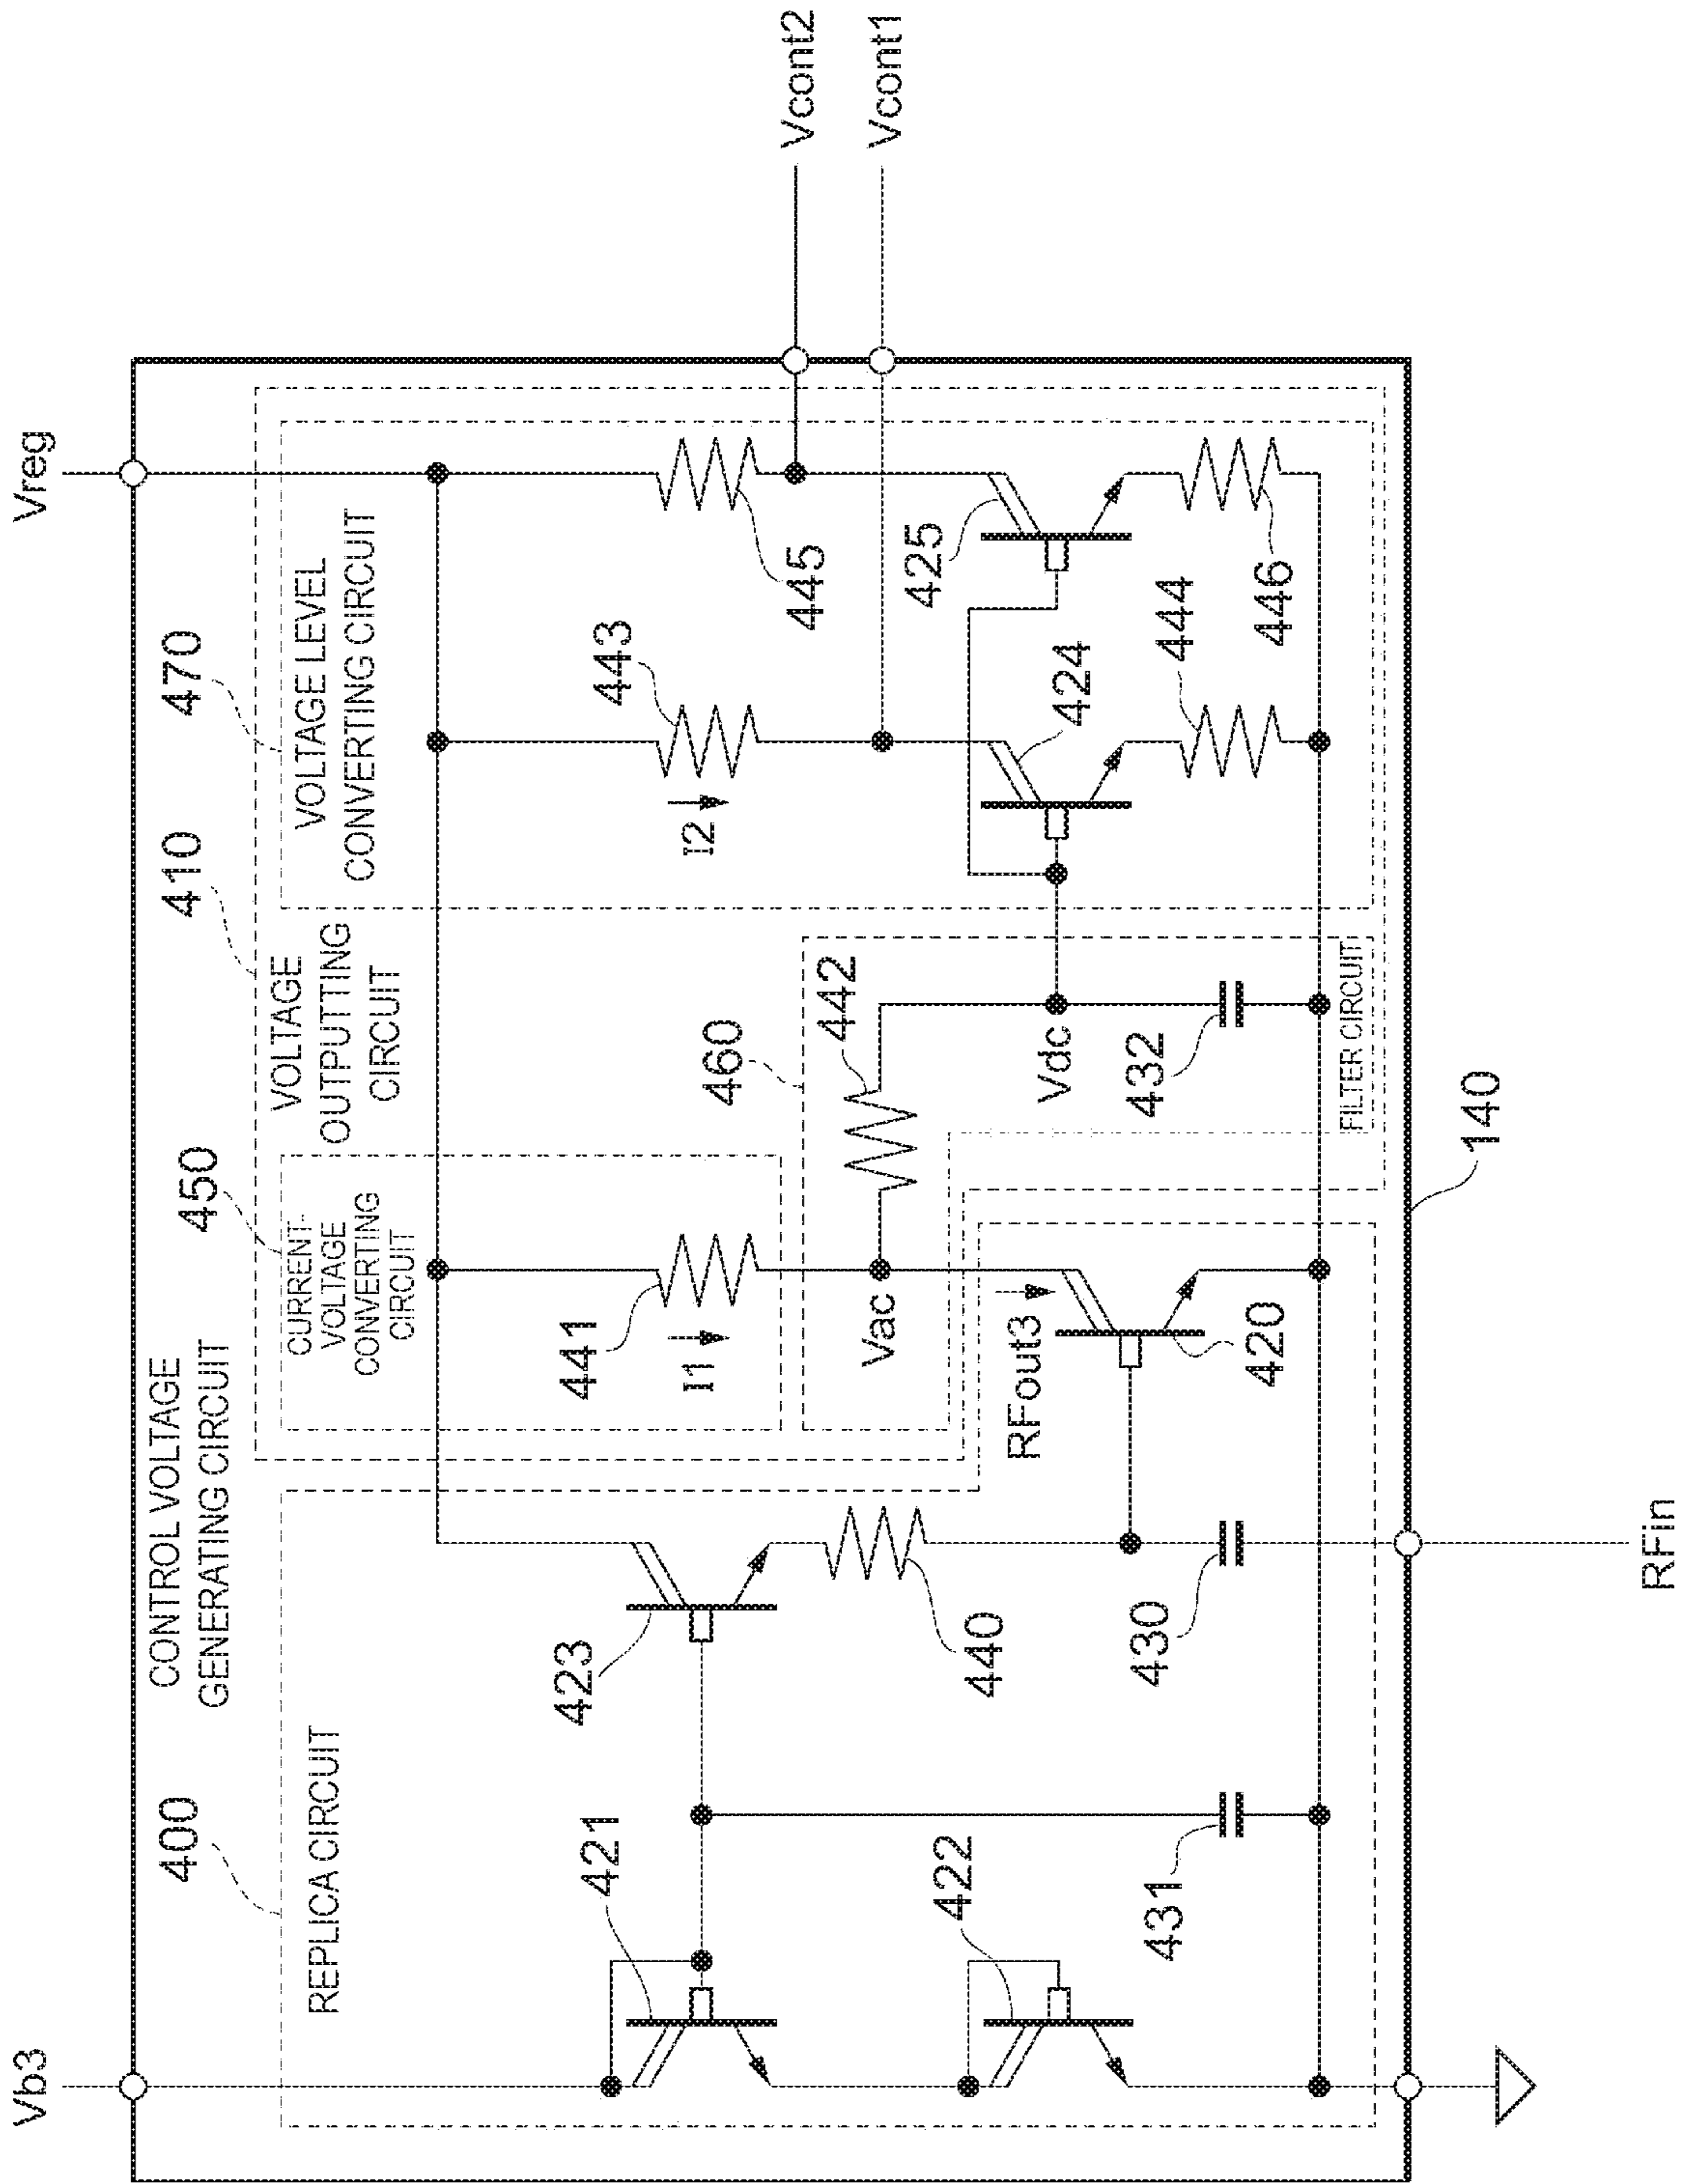 CONTROL VOLTAGE
GENERATING CIRCUIT
140
Vb3
Vreg
400
REPLICA CIRCUIT
421
422
431
423
440
430
RFin
420
RFout3
410
VOLTAGE
OUTPUTTING
CIRCUIT
450
CURRENT-
VOLTAGE
CONVERTING
CIRCUIT
441
I1
Vac
460
442
Vdc
432
FILTER CIRCUIT
470
VOLTAGE LEVEL
CONVERTING CIRCUIT
443
I2
445
424
425
444
446
Vcont2
Vcont1